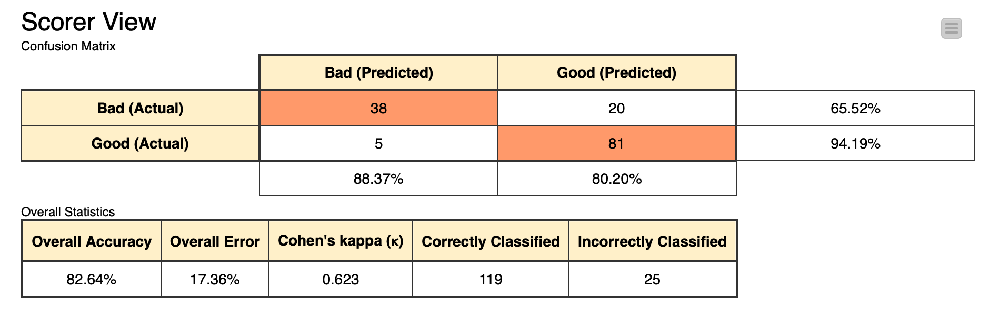 Scorer View
Confusion Matrix
Bad (Predicted) Good (Predicted)
Bad (Actual) 38 20 65.52%
Good (Actual) 5 81 94.19%
88.37% 80.20%
Overall Statistics
Overall Accuracy Overall Error Cohen's kappa (κ) Correctly Classified Incorrectly Classified
82.64% 17.36% 0.623 119 25